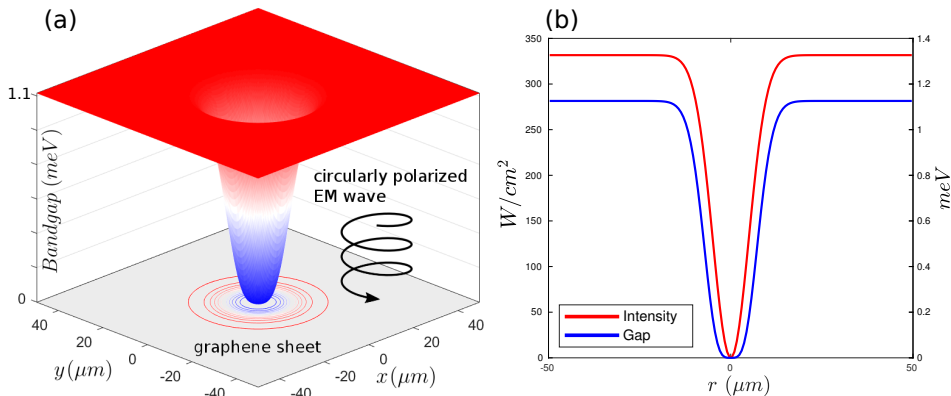 (a)
1.1
Bandgap (meV)
0
circularly polarized
EM wave
graphene sheet
40
20
0
-20
-40
y(μm)
-40
-20
0
20
40
x(μm)
(b)
350
300
250
200
150
100
50
0
W/cm²
1.4
1.2
1
0.8
0.6
0.4
0.2
0
meV
Intensity
Gap
-50
0
50
r (μm)